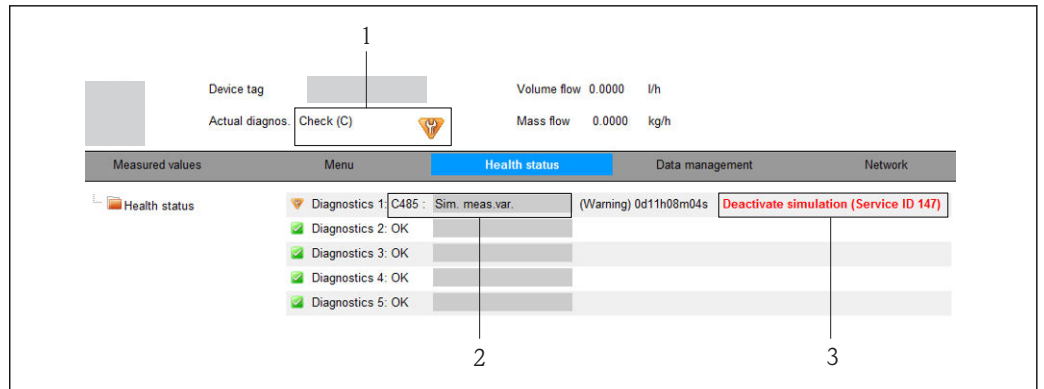 1
Device tag Volume flow 0.0000 l/h
Actual diagnos. Check (C) Mass flow 0.0000 kg/h
Measured values Menu Health status Data management Network
Health status Diagnostics 1: C485 : Sim. meas.var. (Warning) 0d11h08m04s Deactivate simulation (Service ID 147)
Diagnostics 2: OK
Diagnostics 3: OK
Diagnostics 4: OK
Diagnostics 5: OK
2 3